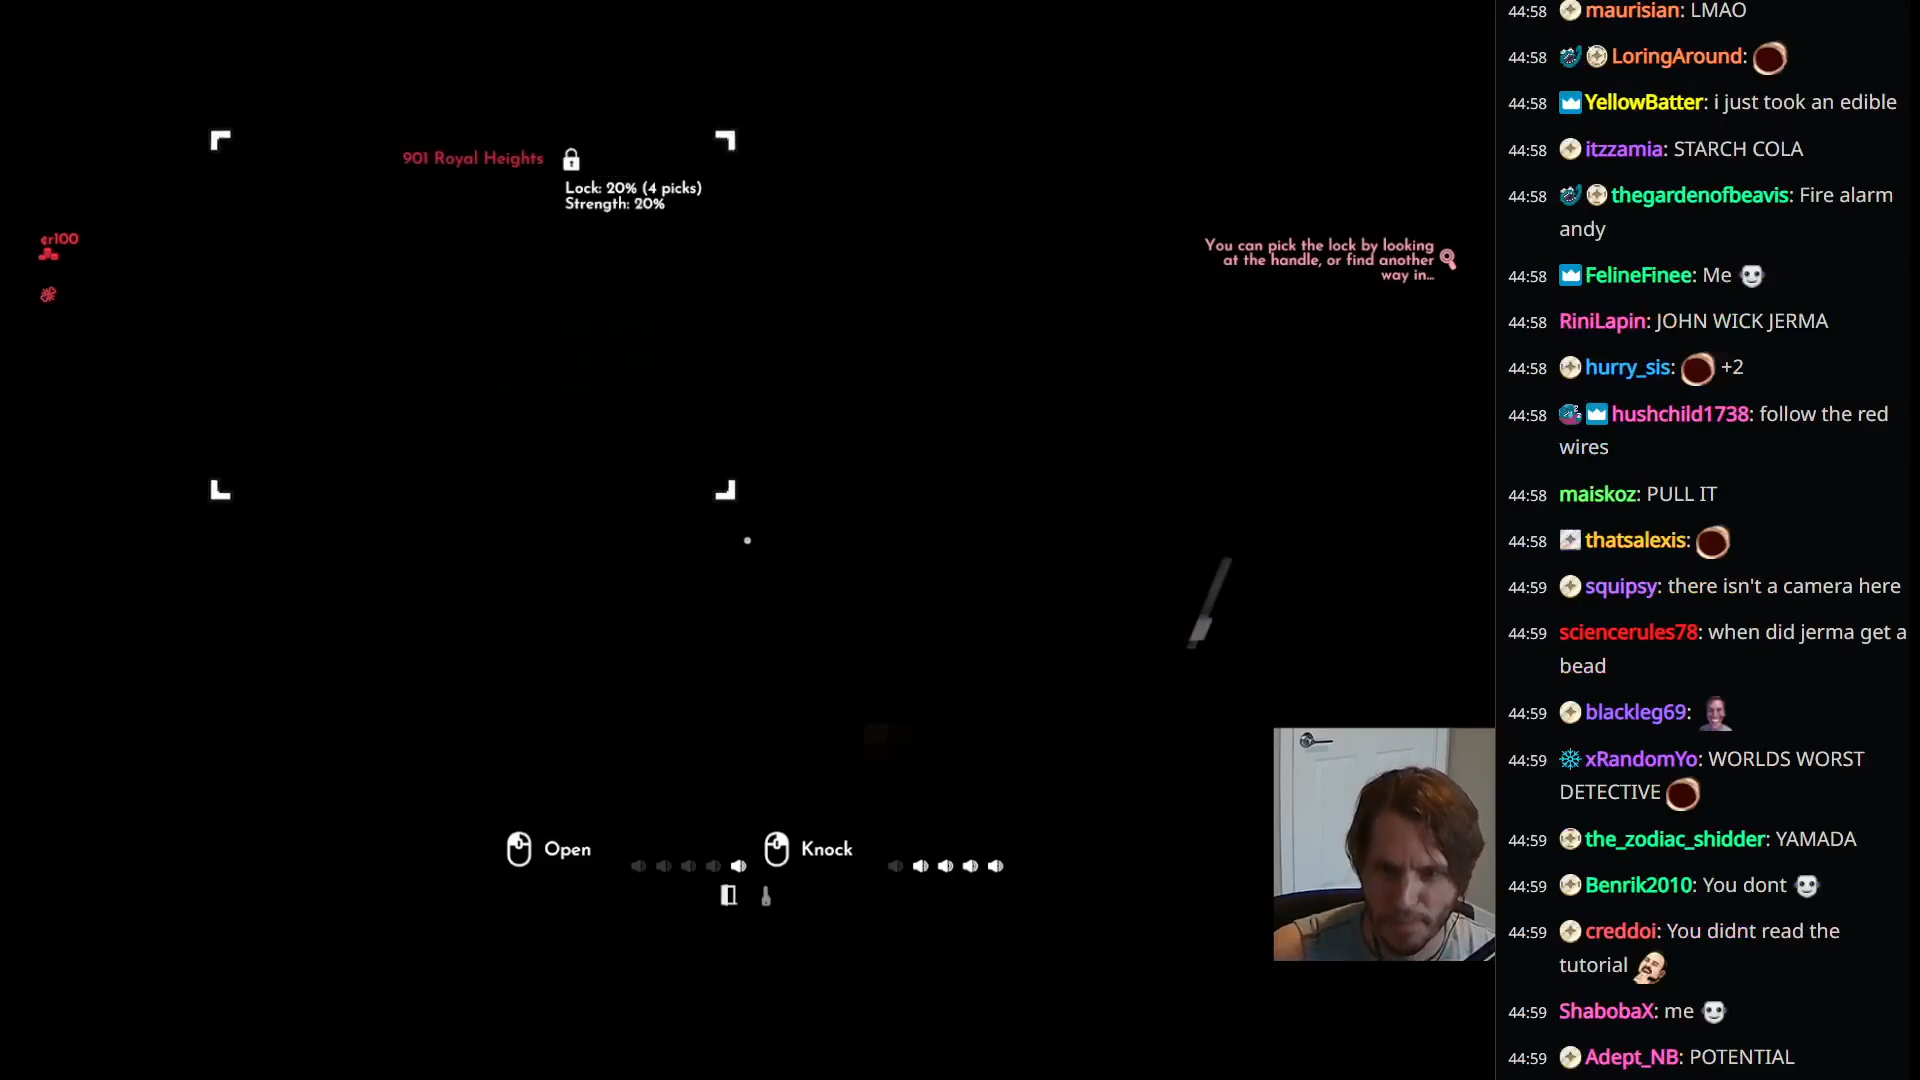 901 Royal Heights
Lock: 20% (4 picks)
Strength: 20%
¢r100
You can pick the lock by looking
at the handle, or find another
way in...
Open
Knock
44:58 maurisian: LMAO
44:58 LoringAround:
44:58 YellowBatter: i just took an edible
44:58 itzzamia: STARCH COLA
44:58 thegardenofbeavis: Fire alarm
andy
44:58 FelineFinee: Me
44:58 RiniLapin: JOHN WICK JERMA
44:58 hurry_sis: +2
44:58 hushchild1738: follow the red
wires
44:58 maiskoz: PULL IT
44:58 thatsalexis:
44:59 squipsy: there isn't a camera here
44:59 sciencerules78: when did jerma get a
bead
44:59 blackleg69:
44:59 xRandomYo: WORLDS WORST
DETECTIVE
44:59 the_zodiac_shidder: YAMADA
44:59 Benrik2010: You dont
44:59 creddoi: You didnt read the
tutorial
44:59 ShabobaX: me
44:59 Adept_NB: POTENTIAL